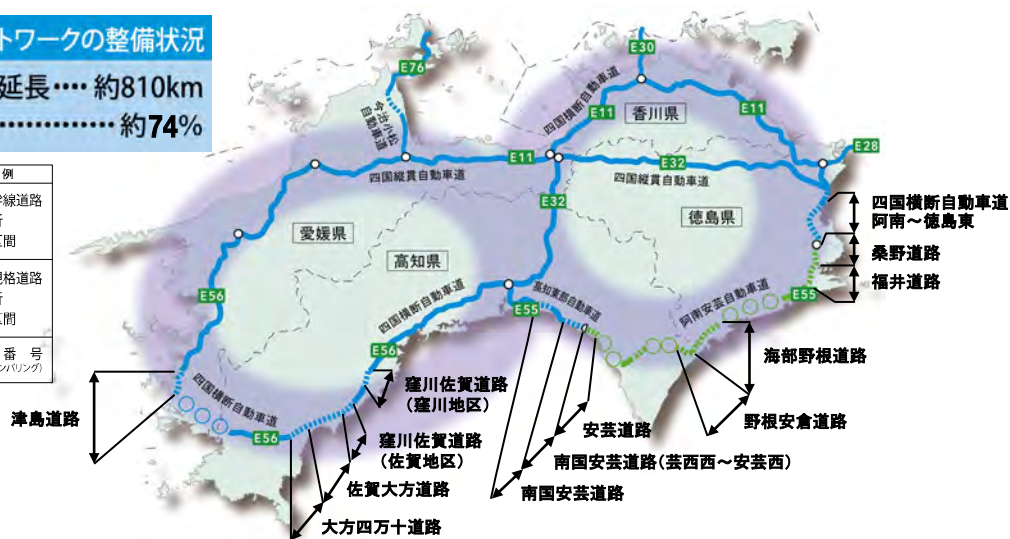 トワークの整備状況
延長････ 約810km
･････････････ 約74%
例
線道路
区間
規格道路
区間
番 号
ンバリング)
E76
E30
今治小松
自動車道
四国横断自動車道
E11
香川県
E11
E28
E11
四国縦貫自動車道
E32
四国縦貫自動車道
E32
徳島県
四国横断自動車道
阿南～徳島東
桑野道路
福井道路
愛媛県
高知県
四国横断自動車道
高知東部自動車道
阿南安芸自動車道
E56
E55
E55
E56
海部野根道路
津島道路
四国横断自動車道
E56
窪川佐賀道路
(窪川地区)
窪川佐賀道路
(佐賀地区)
安芸道路
野根安倉道路
南国安芸道路(芸西西～安芸西)
佐賀大方道路
南国安芸道路
大方四万十道路